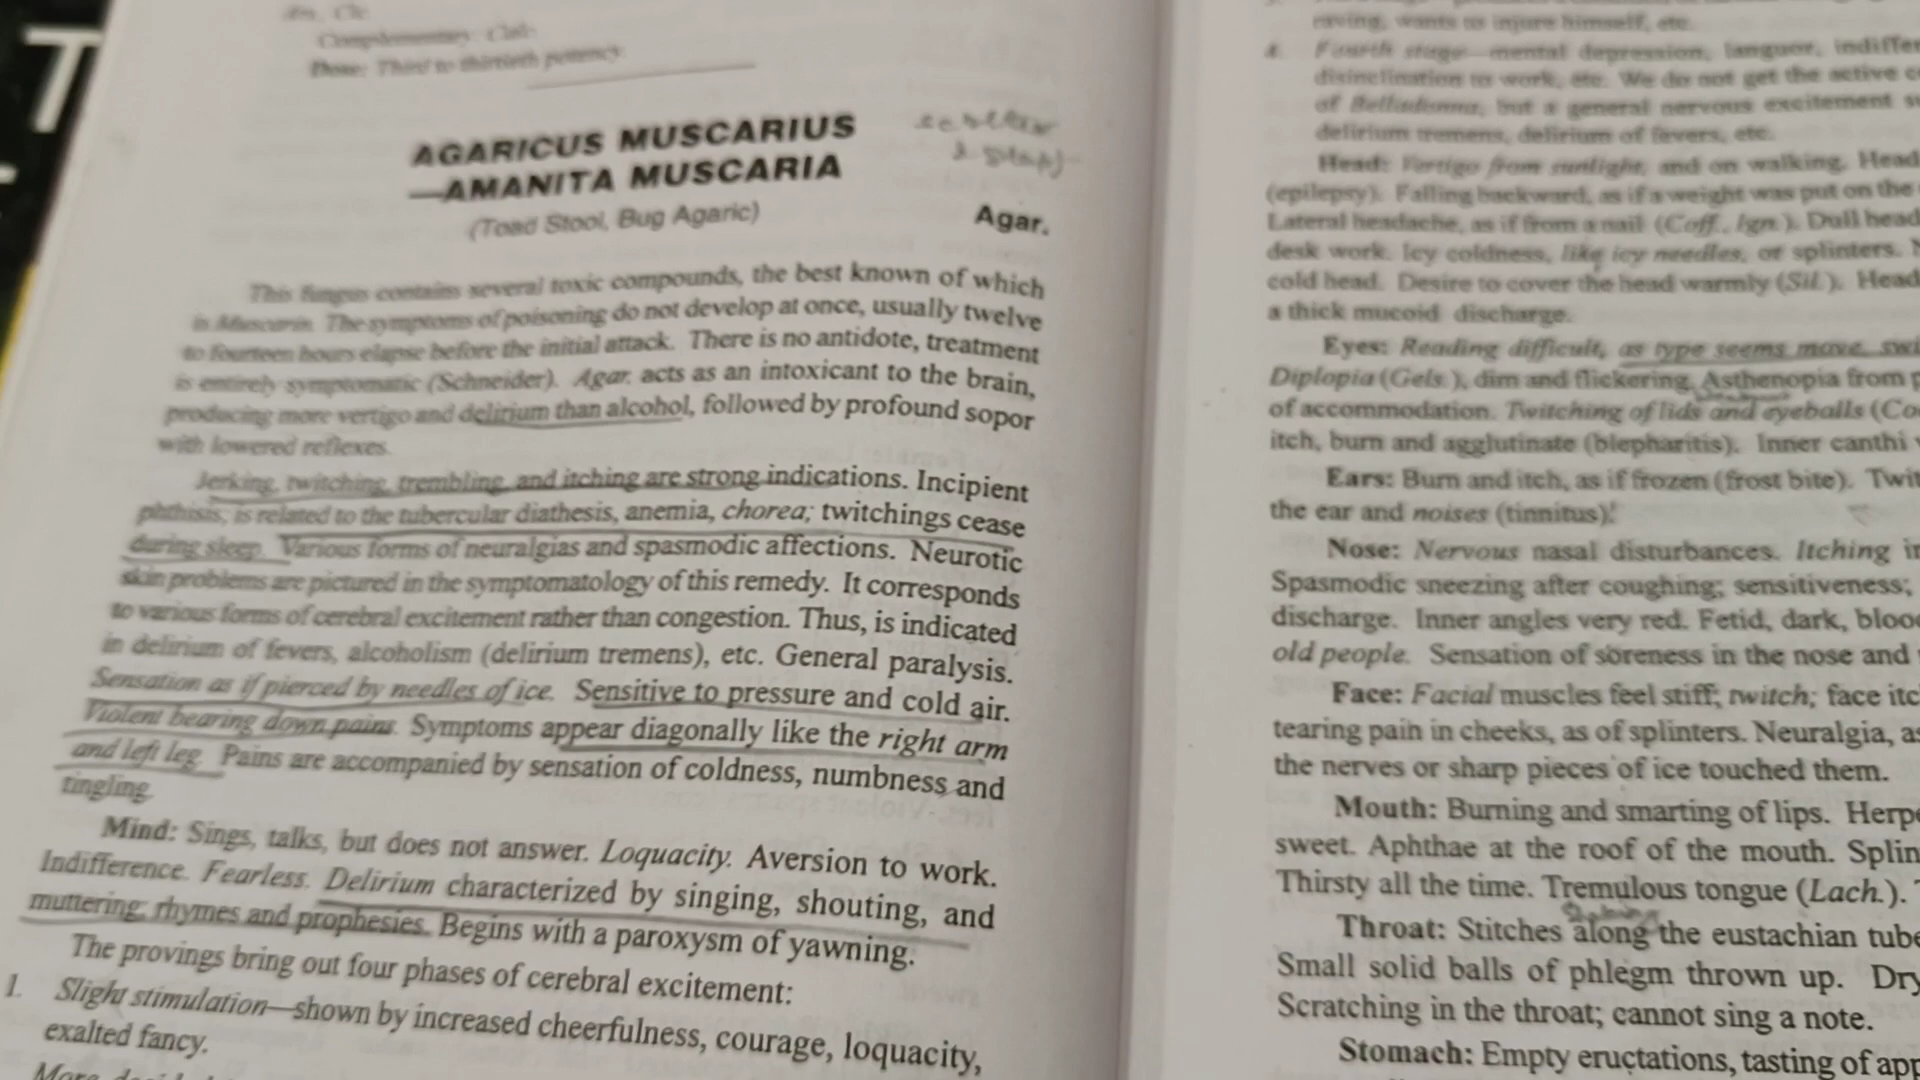 Complementary: Calc.
Dose: Third to thirtieth potency.
AGARICUS MUSCARIUS
—AMANITA MUSCARIA
(Toad Stool, Bug Agaric)
Agar.
This fungus contains several toxic compounds, the best known of which
is Muscarin. The symptoms of poisoning do not develop at once, usually twelve
to fourteen hours elapse before the initial attack. There is no antidote, treatment
is entirely symptomatic (Schneider). Agar. acts as an intoxicant to the brain,
producing more vertigo and delirium than alcohol, followed by profound sopor
with lowered reflexes.
Jerking, twitching, trembling, and itching are strong indications. Incipient
phthisis; is related to the tubercular diathesis, anemia, chorea; twitchings cease
during sleep. Various forms of neuralgias and spasmodic affections. Neurotic
skin problems are pictured in the symptomatology of this remedy. It corresponds
to various forms of cerebral excitement rather than congestion. Thus, is indicated
in delirium of fevers, alcoholism (delirium tremens), etc. General paralysis.
Sensation as if pierced by needles of ice. Sensitive to pressure and cold air.
Violent bearing down pains. Symptoms appear diagonally like the right arm
and left leg. Pains are accompanied by sensation of coldness, numbness and
tingling.
Mind: Sings, talks, but does not answer. Loquacity. Aversion to work.
Indifference. Fearless. Delirium characterized by singing, shouting, and
muttering; rhymes and prophesies. Begins with a paroxysm of yawning.
The provings bring out four phases of cerebral excitement:
1. Slight stimulation—shown by increased cheerfulness, courage, loquacity,
exalted fancy.
raving, wants to injure himself, etc.
4. Fourth stage—mental depression, languor, indiffer
disinclination to work, etc. We do not get the active c
of Belladonna, but a general nervous excitement s
delirium tremens, delirium of fevers, etc.
Head: Vertigo from sunlight, and on walking. Head
(epilepsy). Falling backward, as if a weight was put on the
Lateral headache, as if from a nail (Coff., Ign.). Dull head
desk work. Icy coldness, like icy needles, or splinters.
cold head. Desire to cover the head warmly (Sil.). Head
a thick mucoid discharge.
Eyes: Reading difficult, as type seems move, swi
Diplopia (Gels.), dim and flickering. Asthenopia from p
of accommodation. Twitching of lids and eyeballs (Co
itch, burn and agglutinate (blepharitis). Inner canthi
Ears: Burn and itch, as if frozen (frost bite). Twit
the ear and noises (tinnitus).
Nose: Nervous nasal disturbances. Itching in
Spasmodic sneezing after coughing; sensitiveness;
discharge. Inner angles very red. Fetid, dark, bloo
old people. Sensation of soreness in the nose and
Face: Facial muscles feel stiff; twitch; face itc
tearing pain in cheeks, as of splinters. Neuralgia, as
the nerves or sharp pieces of ice touched them.
Mouth: Burning and smarting of lips. Herpe
sweet. Aphthae at the roof of the mouth. Splin
Thirsty all the time. Tremulous tongue (Lach.).
Throat: Stitches along the eustachian tube
Small solid balls of phlegm thrown up. Dry
Scratching in the throat; cannot sing a note.
Stomach: Empty eructations, tasting of app